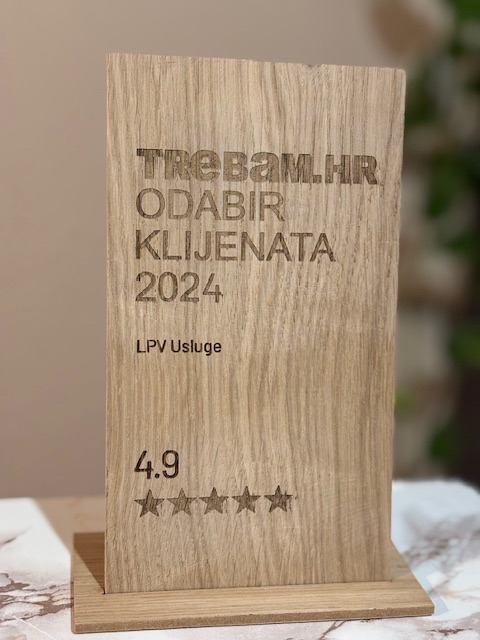 TReBaM.HR
ODABIR
KLIJENATA
2024
LPV Usluge
4.9